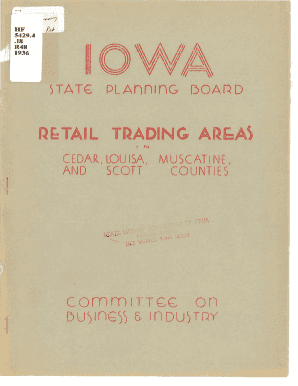 HF
5429.4
.I8
R48
1936
IOWA
STATE PLANNING BOARD
RETAIL TRADING AREAS
IN
CEDAR, LOUISA, MUSCATINE,
AND SCOTT COUNTIES
COMMITTEE ON
BUSINESS & INDUSTRY